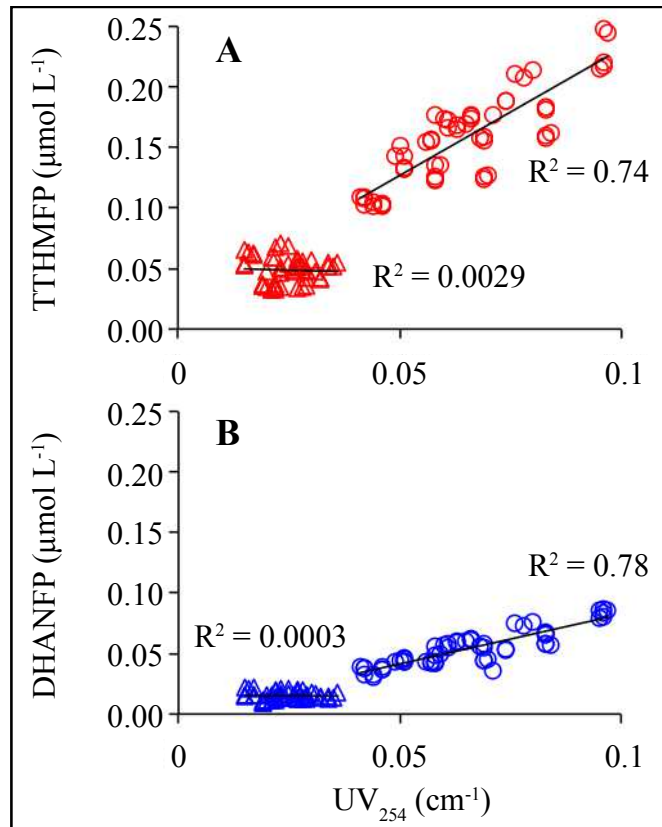 A
TTHMFP (µmol L⁻¹)
0.25
0.20
0.15
0.10
0.05
0.00
R² = 0.74
R² = 0.0029
0 0.05 0.1
B
DHANFP (µmol L⁻¹)
0.25
0.20
0.15
0.10
0.05
0.00
R² = 0.78
R² = 0.0003
0 0.05 0.1
UV₂₅₄ (cm⁻¹)